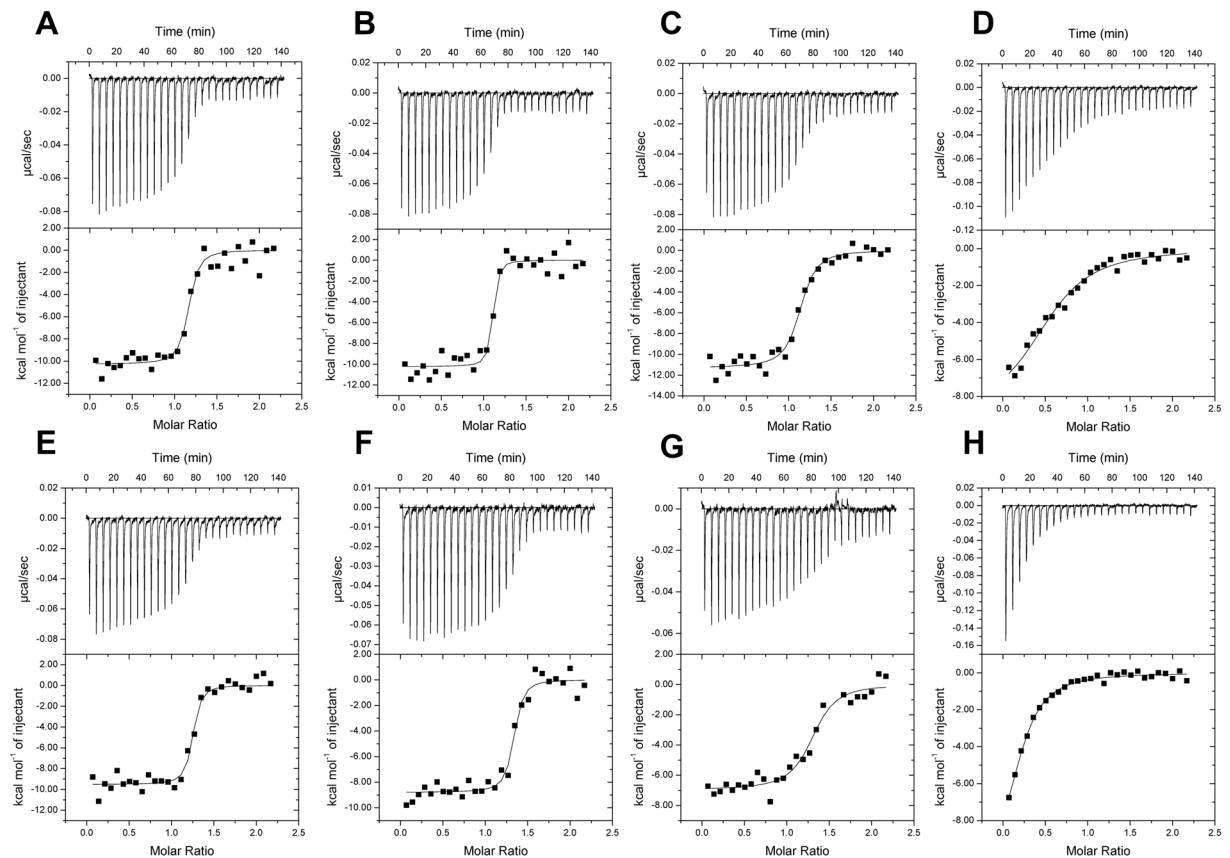 A
Time (min)
0 20 40 60 80 100 120 140
0.00
-0.02
-0.04
-0.06
-0.08
µcal/sec
2.00
0.00
-2.00
-4.00
-6.00
-8.00
-10.00
-12.00
kcal mol⁻¹ of injectant
0.0 0.5 1.0 1.5 2.0 2.5
Molar Ratio
B
Time (min)
0 20 40 60 80 100 120 140
0.02
0.00
-0.02
-0.04
-0.06
-0.08
µcal/sec
2.00
0.00
-2.00
-4.00
-6.00
-8.00
-10.00
-12.00
kcal mol⁻¹ of injectant
0.0 0.5 1.0 1.5 2.0 2.5
Molar Ratio
C
Time (min)
0 20 40 60 80 100 120 140
0.02
0.00
-0.02
-0.04
-0.06
-0.08
µcal/sec
2.00
0.00
-2.00
-4.00
-6.00
-8.00
-10.00
-12.00
-14.00
kcal mol⁻¹ of injectant
0.0 0.5 1.0 1.5 2.0 2.5
Molar Ratio
D
Time (min)
0 20 40 60 80 100 120 140
0.02
0.00
-0.02
-0.04
-0.06
-0.08
-0.10
-0.12
µcal/sec
0.00
-2.00
-4.00
-6.00
-8.00
kcal mol⁻¹ of injectant
0.0 0.5 1.0 1.5 2.0 2.5
Molar Ratio
E
Time (min)
0 20 40 60 80 100 120 140
0.02
0.00
-0.02
-0.04
-0.06
-0.08
µcal/sec
2.00
0.00
-2.00
-4.00
-6.00
-8.00
-10.00
-12.00
kcal mol⁻¹ of injectant
0.0 0.5 1.0 1.5 2.0 2.5
Molar Ratio
F
Time (min)
0 20 40 60 80 100 120 140
0.01
0.00
-0.01
-0.02
-0.03
-0.04
-0.05
-0.06
-0.07
µcal/sec
2.00
0.00
-2.00
-4.00
-6.00
-8.00
-10.00
kcal mol⁻¹ of injectant
0.0 0.5 1.0 1.5 2.0 2.5
Molar Ratio
G
Time (min)
0 20 40 60 80 100 120 140
0.00
-0.02
-0.04
-0.06
µcal/sec
2.00
0.00
-2.00
-4.00
-6.00
-8.00
kcal mol⁻¹ of injectant
0.0 0.5 1.0 1.5 2.0 2.5
Molar Ratio
H
Time (min)
0 20 40 60 80 100 120 140
0.02
0.00
-0.02
-0.04
-0.06
-0.08
-0.10
-0.12
-0.14
-0.16
µcal/sec
0.00
-2.00
-4.00
-6.00
-8.00
kcal mol⁻¹ of injectant
0.0 0.5 1.0 1.5 2.0 2.5
Molar Ratio